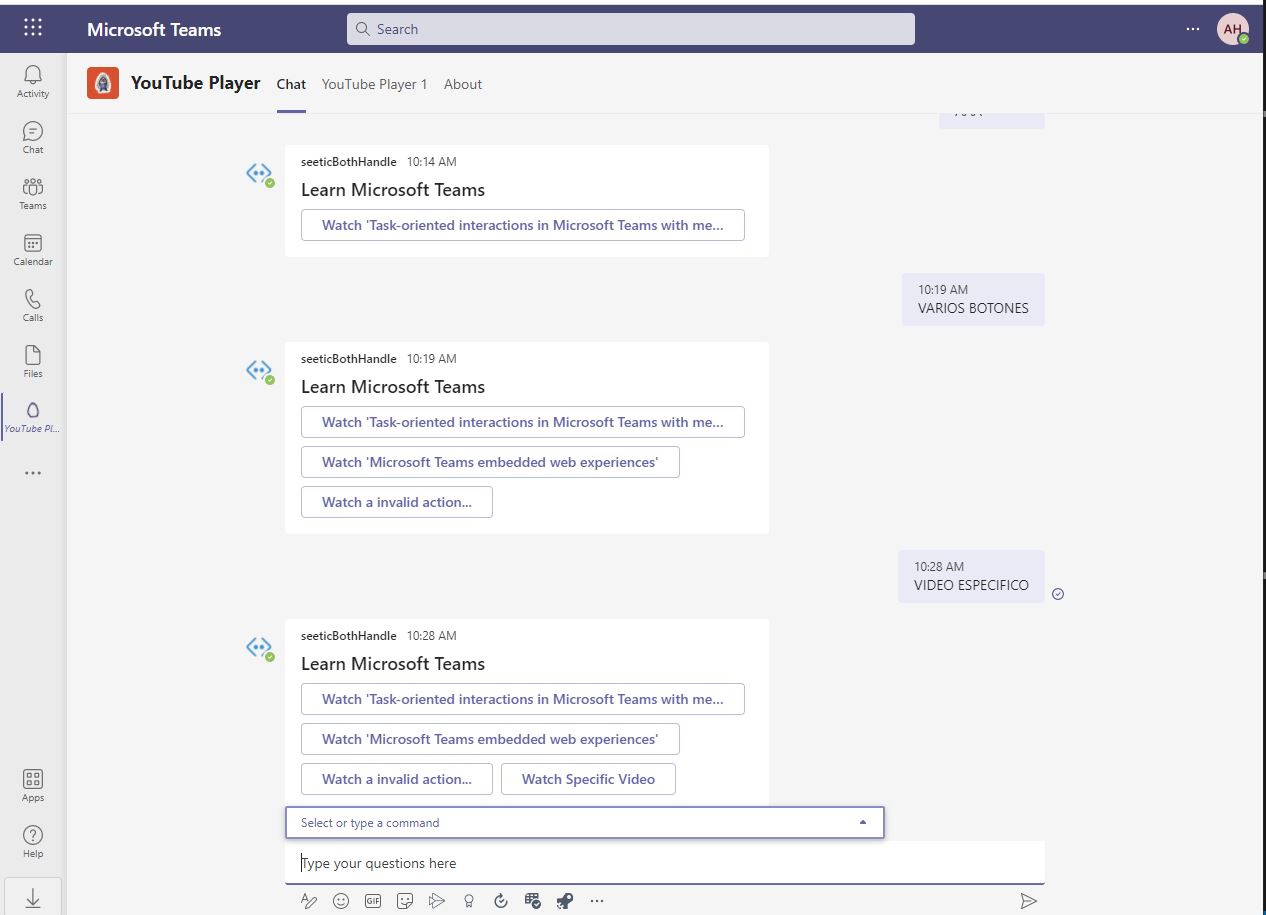 Microsoft Teams
Search
AH
Activity
Chat
Teams
Calendar
Calls
Files
YouTube Pl...
Apps
Help
YouTube Player
Chat
YouTube Player 1
About
seeticBothHandle 10:14 AM
Learn Microsoft Teams
Watch 'Task-oriented interactions in Microsoft Teams with me...
10:19 AM
VARIOS BOTONES
seeticBothHandle 10:19 AM
Learn Microsoft Teams
Watch 'Task-oriented interactions in Microsoft Teams with me...
Watch 'Microsoft Teams embedded web experiences'
Watch a invalid action...
10:28 AM
VIDEO ESPECIFICO
seeticBothHandle 10:28 AM
Learn Microsoft Teams
Watch 'Task-oriented interactions in Microsoft Teams with me...
Watch 'Microsoft Teams embedded web experiences'
Watch a invalid action...
Watch Specific Video
Select or type a command
Type your questions here
GIF